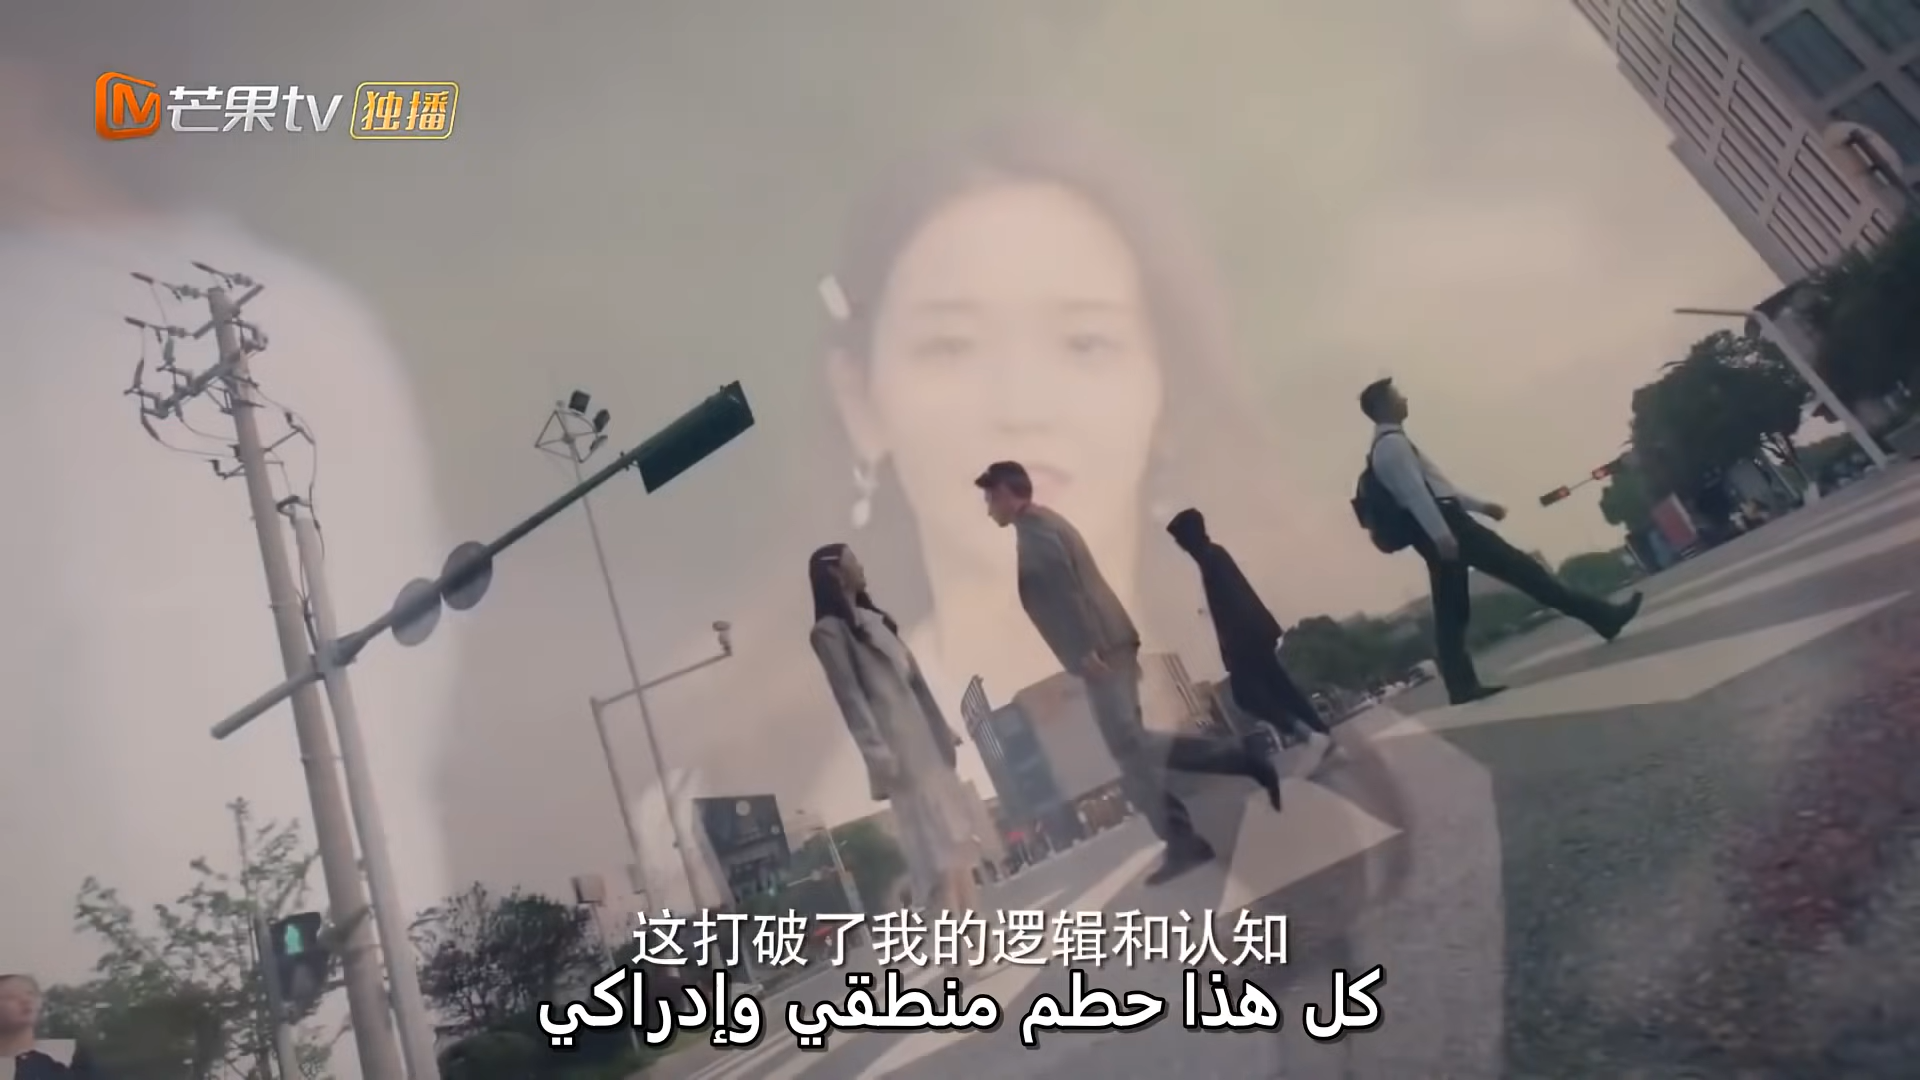 芒果tv 独播
这打破了我的逻辑和认知
كل هذا حطم منطقي وإدراكي